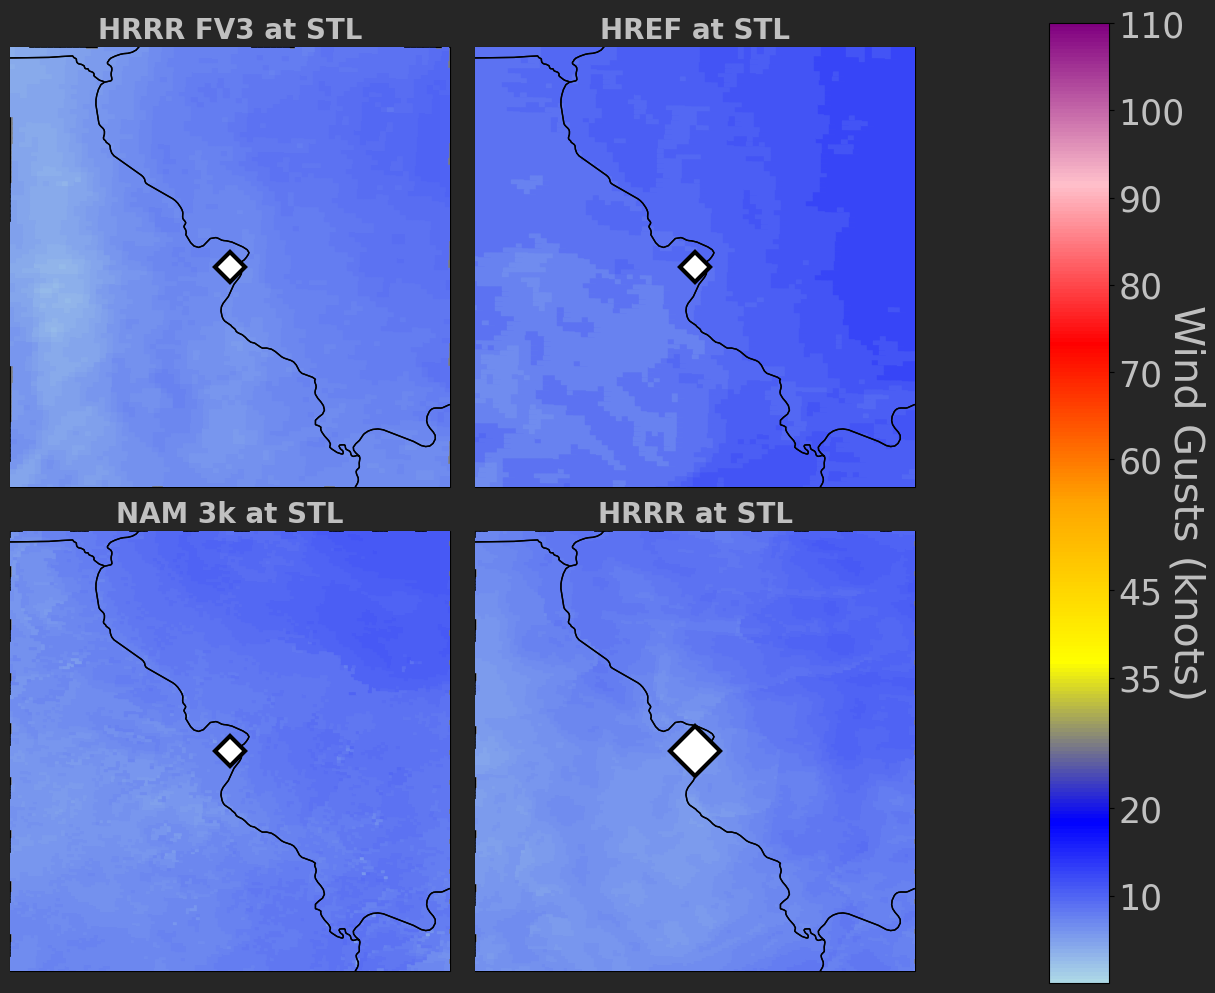 HRRR FV3 at STL
HREF at STL
NAM 3k at STL
HRRR at STL
110
100
90
80
70
60
45
35
20
10
Wind Gusts (knots)